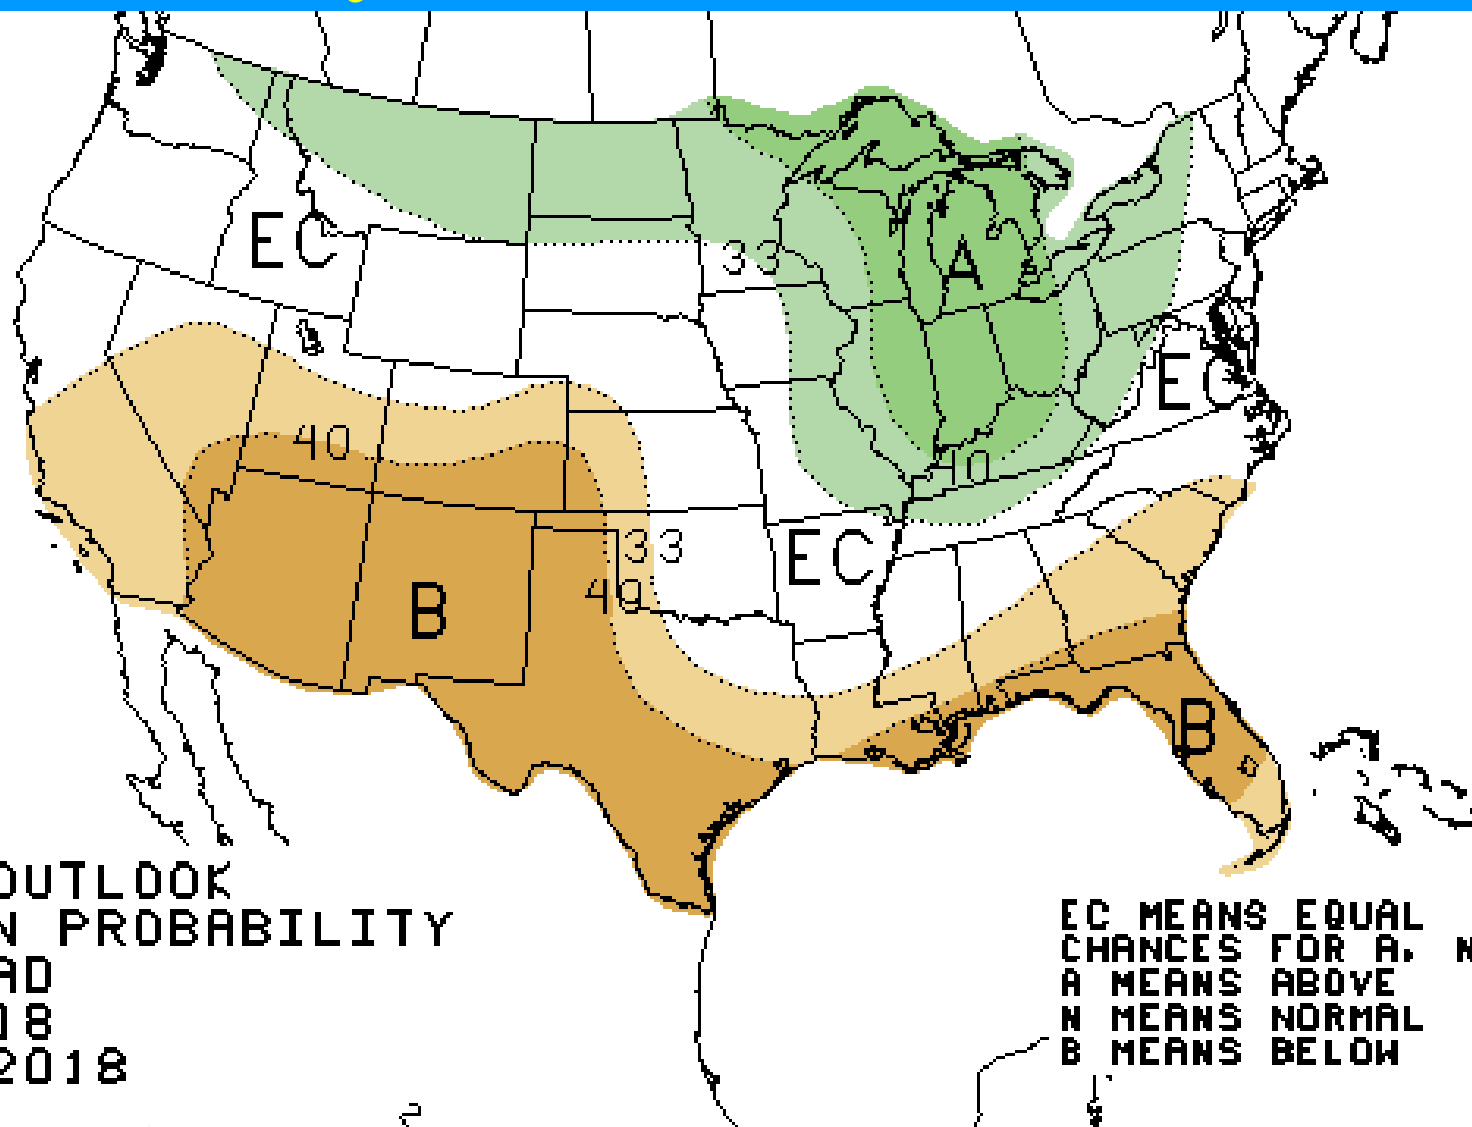 EC
33
A
EC
40
40
EC
33
40
B
B
OUTLOOK
N PROBABILITY
AD
18
2018
EC MEANS EQUAL
CHANCES FOR A, N
A MEANS ABOVE
N MEANS NORMAL
B MEANS BELOW